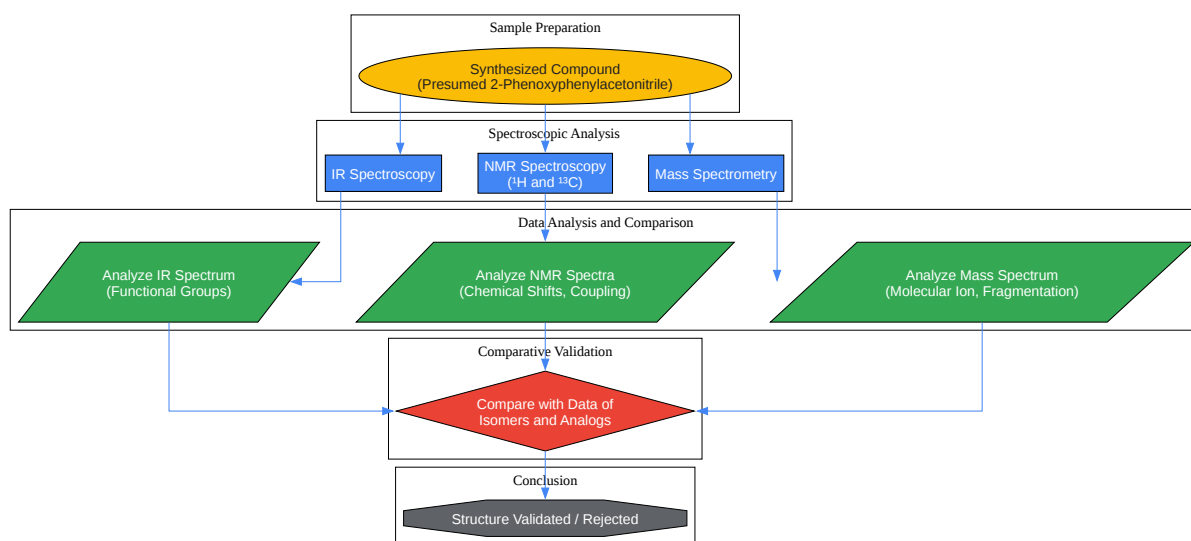 Sample Preparation
Synthesized Compound
(Presumed 2-Phenoxyphenylacetonitrile)
Spectroscopic Analysis
IR Spectroscopy
NMR Spectroscopy
(¹H and ¹³C)
Mass Spectrometry
Data Analysis and Comparison
Analyze IR Spectrum
(Functional Groups)
Analyze NMR Spectra
(Chemical Shifts, Coupling)
Analyze Mass Spectrum
(Molecular Ion, Fragmentation)
Comparative Validation
Compare with Data of
Isomers and Analogs
Conclusion
Structure Validated / Rejected